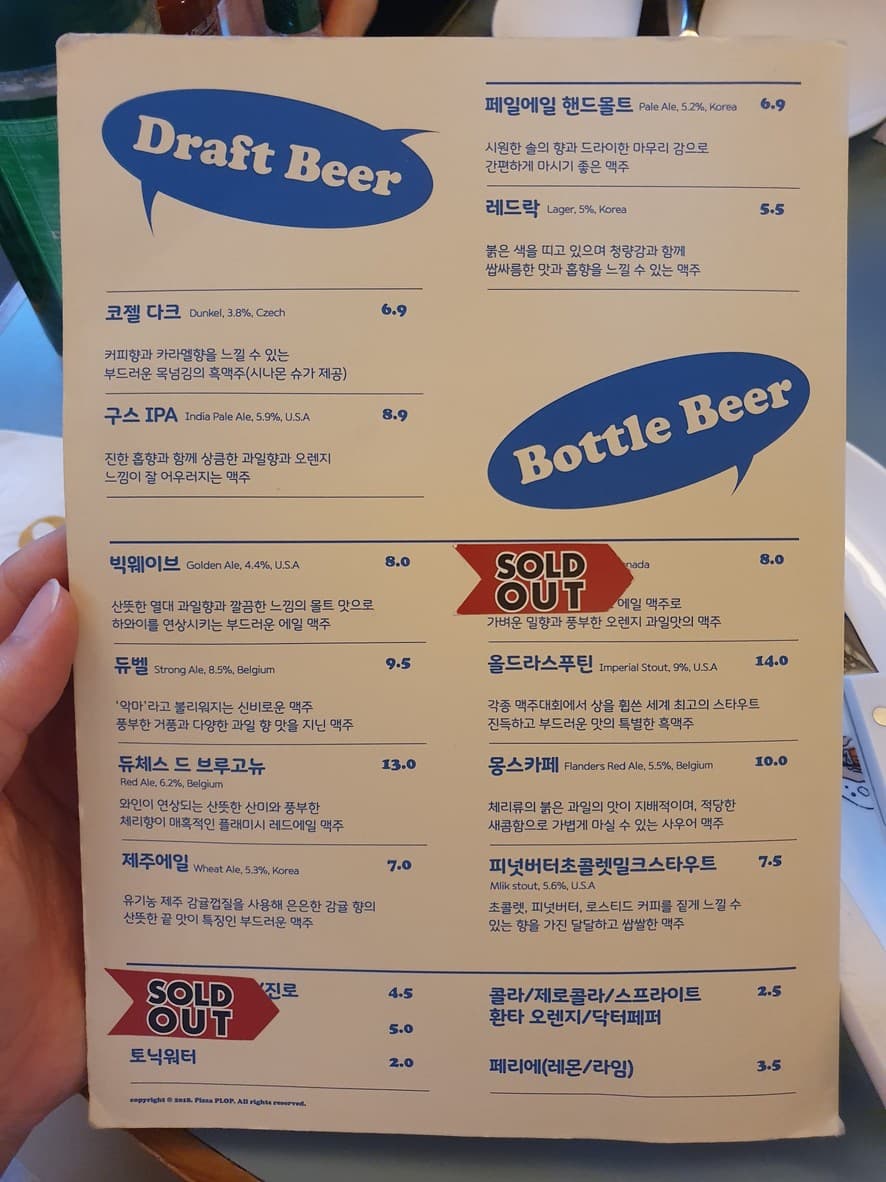 Draft Beer
코젤 다크 Dunkel, 3.8%, Czech 6.9
커피향과 카라멜향을 느낄 수 있는
부드러운 목넘김의 흑맥주(시나몬 슈가 제공)
구스 IPA India Pale Ale, 5.9%, U.S.A 8.9
진한 홉향과 함께 상큼한 과일향과 오렌지
느낌이 잘 어우러지는 맥주
페일에일 핸드몰트 Pale Ale, 5.2%, Korea 6.9
시원한 솔의 향과 드라이한 마무리 감으로
간편하게 마시기 좋은 맥주
레드락 Lager, 5%, Korea 5.5
붉은 색을 띠고 있으며 청량감과 함께
쌉싸름한 맛과 홉향을 느낄 수 있는 맥주
Bottle Beer
빅웨이브 Golden Ale, 4.4%, U.S.A 8.0
산뜻한 열대 과일향과 깔끔한 느낌의 몰트 맛으로
하와이를 연상시키는 부드러운 에일 맥주
듀벨 Strong Ale, 8.5%, Belgium 9.5
'악마'라고 불리워지는 신비로운 맥주
풍부한 거품과 다양한 과일 향 맛을 지닌 맥주
듀체스 드 브루고뉴 13.0
Red Ale, 6.2%, Belgium
와인이 연상되는 산뜻한 산미와 풍부한
체리향이 매혹적인 플래미시 레드에일 맥주
제주에일 Wheat Ale, 5.3%, Korea 7.0
유기농 제주 감귤껍질을 사용해 은은한 감귤 향의
산뜻한 끝 맛이 특징인 부드러운 맥주
SOLD
OUT
nada 8.0
에일 맥주로
가벼운 밀향과 풍부한 오렌지 과일맛의 맥주
올드라스푸틴 Imperial Stout, 9%, U.S.A 14.0
각종 맥주대회에서 상을 휩쓴 세계 최고의 스타우트
진득하고 부드러운 맛의 특별한 흑맥주
몽스카페 Flanders Red Ale, 5.5%, Belgium 10.0
체리류의 붉은 과일의 맛이 지배적이며, 적당한
새콤함으로 가볍게 마실 수 있는 사우어 맥주
피넛버터초콜렛밀크스타우트 7.5
Mlik stout, 5.6%, U.S.A
초콜렛, 피넛버터, 로스티드 커피를 짙게 느낄 수
있는 향을 가진 달달하고 쌉쌀한 맥주
SOLD
OUT
/진로 4.5
5.0
토닉워터 2.0
콜라/제로콜라/스프라이트 2.5
환타 오렌지/닥터페퍼
페리에(레몬/라임) 3.5
copyright © 2018. Pizza PLOP. All rights reserved.